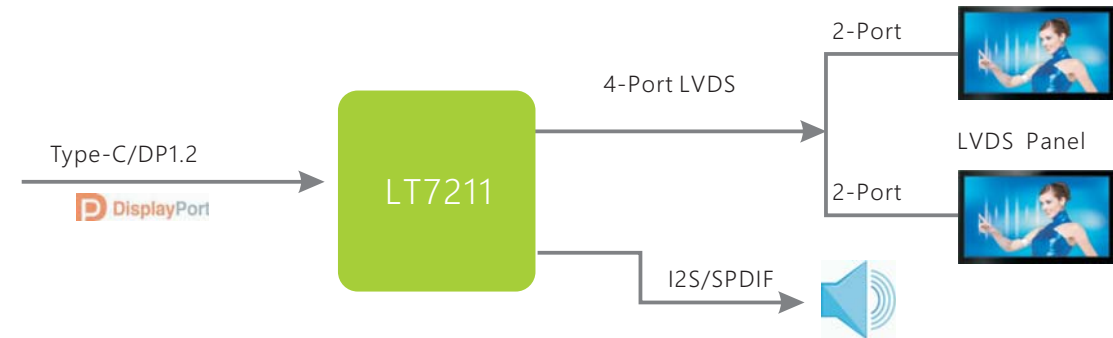 2-Port
4-Port LVDS
Type-C/DP1.2
LVDS Panel
DisplayPort
LT7211
2-Port
I2S/SPDIF